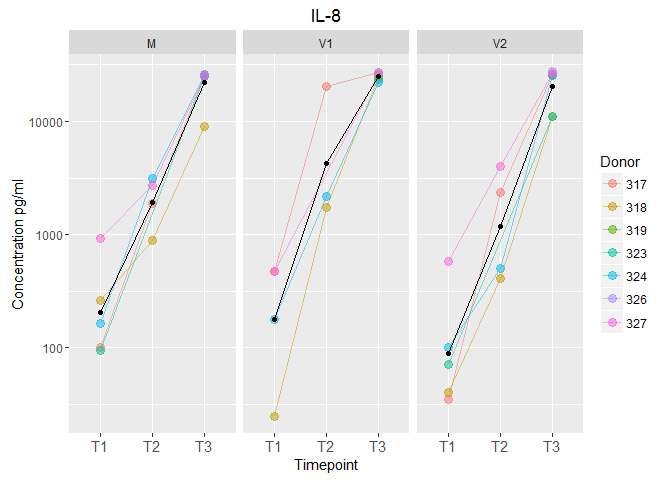 IL-8
M V1 V2
Concentration pg/ml
10000
1000
100
T1 T2 T3 T1 T2 T3 T1 T2 T3
Timepoint
Donor
317
318
319
323
324
326
327